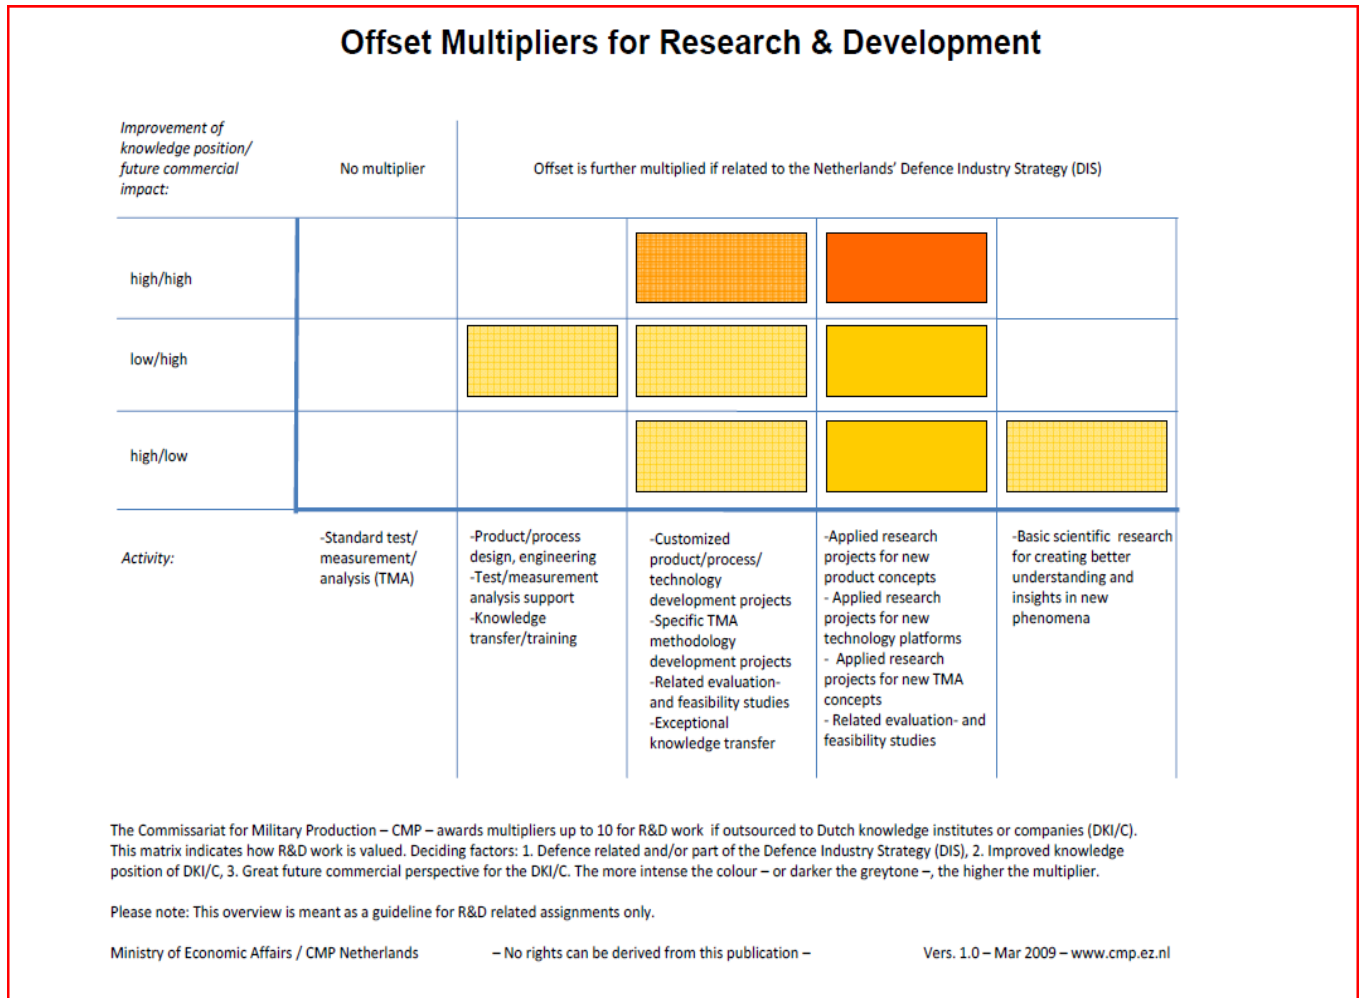 Offset Multipliers for Research & Development
Improvement of
knowledge position/
future commercial
impact:
No multiplier
Offset is further multiplied if related to the Netherlands' Defence Industry Strategy (DIS)
high/high
low/high
high/low
Activity:
-Standard test/
measurement/
analysis (TMA)
-Product/process
design, engineering
-Test/measurement
analysis support
-Knowledge
transfer/training
-Customized
product/process/
technology
development projects
-Specific TMA
methodology
development projects
-Related evaluation-
and feasibility studies
-Exceptional
knowledge transfer
-Applied research
projects for new
product concepts
- Applied research
projects for new
technology platforms
- Applied research
projects for new TMA
concepts
- Related evaluation- and
feasibility studies
-Basic scientific research
for creating better
understanding and
insights in new
phenomena
The Commissariat for Military Production – CMP – awards multipliers up to 10 for R&D work if outsourced to Dutch knowledge institutes or companies (DKI/C).
This matrix indicates how R&D work is valued. Deciding factors: 1. Defence related and/or part of the Defence Industry Strategy (DIS), 2. Improved knowledge
position of DKI/C, 3. Great future commercial perspective for the DKI/C. The more intense the colour – or darker the greytone –, the higher the multiplier.
Please note: This overview is meant as a guideline for R&D related assignments only.
Ministry of Economic Affairs / CMP Netherlands – No rights can be derived from this publication – Vers. 1.0 – Mar 2009 – www.cmp.ez.nl